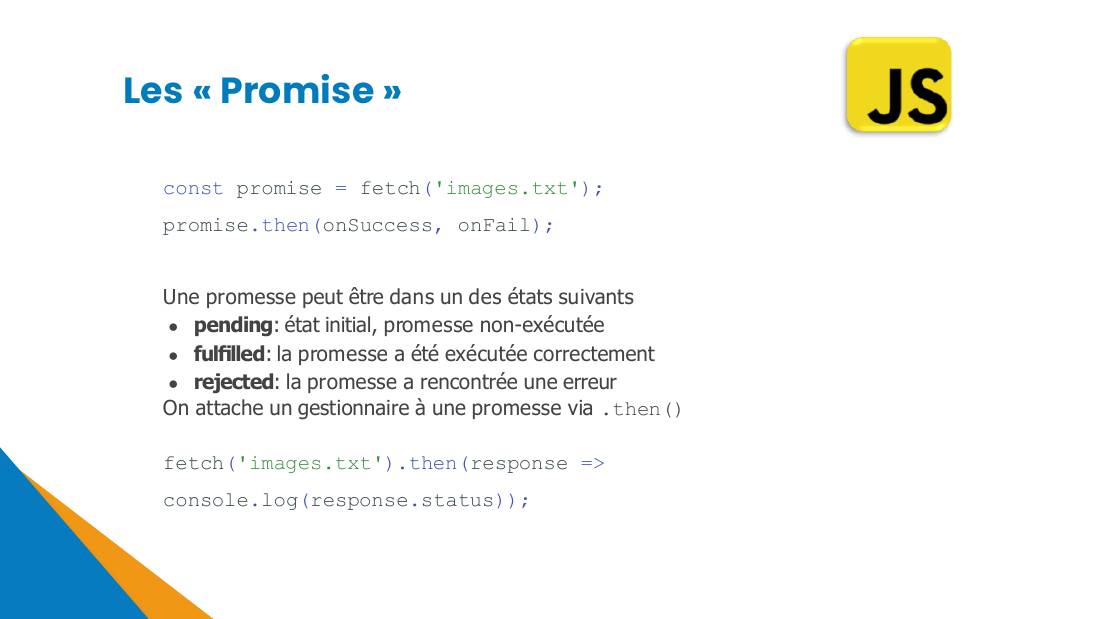 Les « Promise »
JS
const promise = fetch('images.txt');
promise.then(onSuccess, onFail);
Une promesse peut être dans un des états suivants
● pending: état initial, promesse non-exécutée
● fulfilled: la promesse a été exécutée correctement
● rejected: la promesse a rencontrée une erreur
On attache un gestionnaire à une promesse via .then()
fetch('images.txt').then(response =>
console.log(response.status));